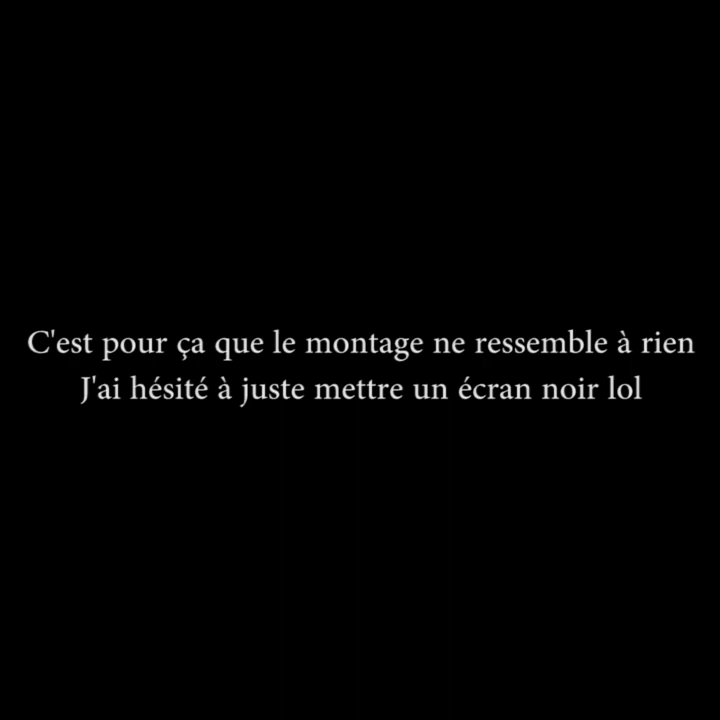 C'est pour ça que le montage ne ressemble à rien
J'ai hésité à juste mettre un écran noir lol